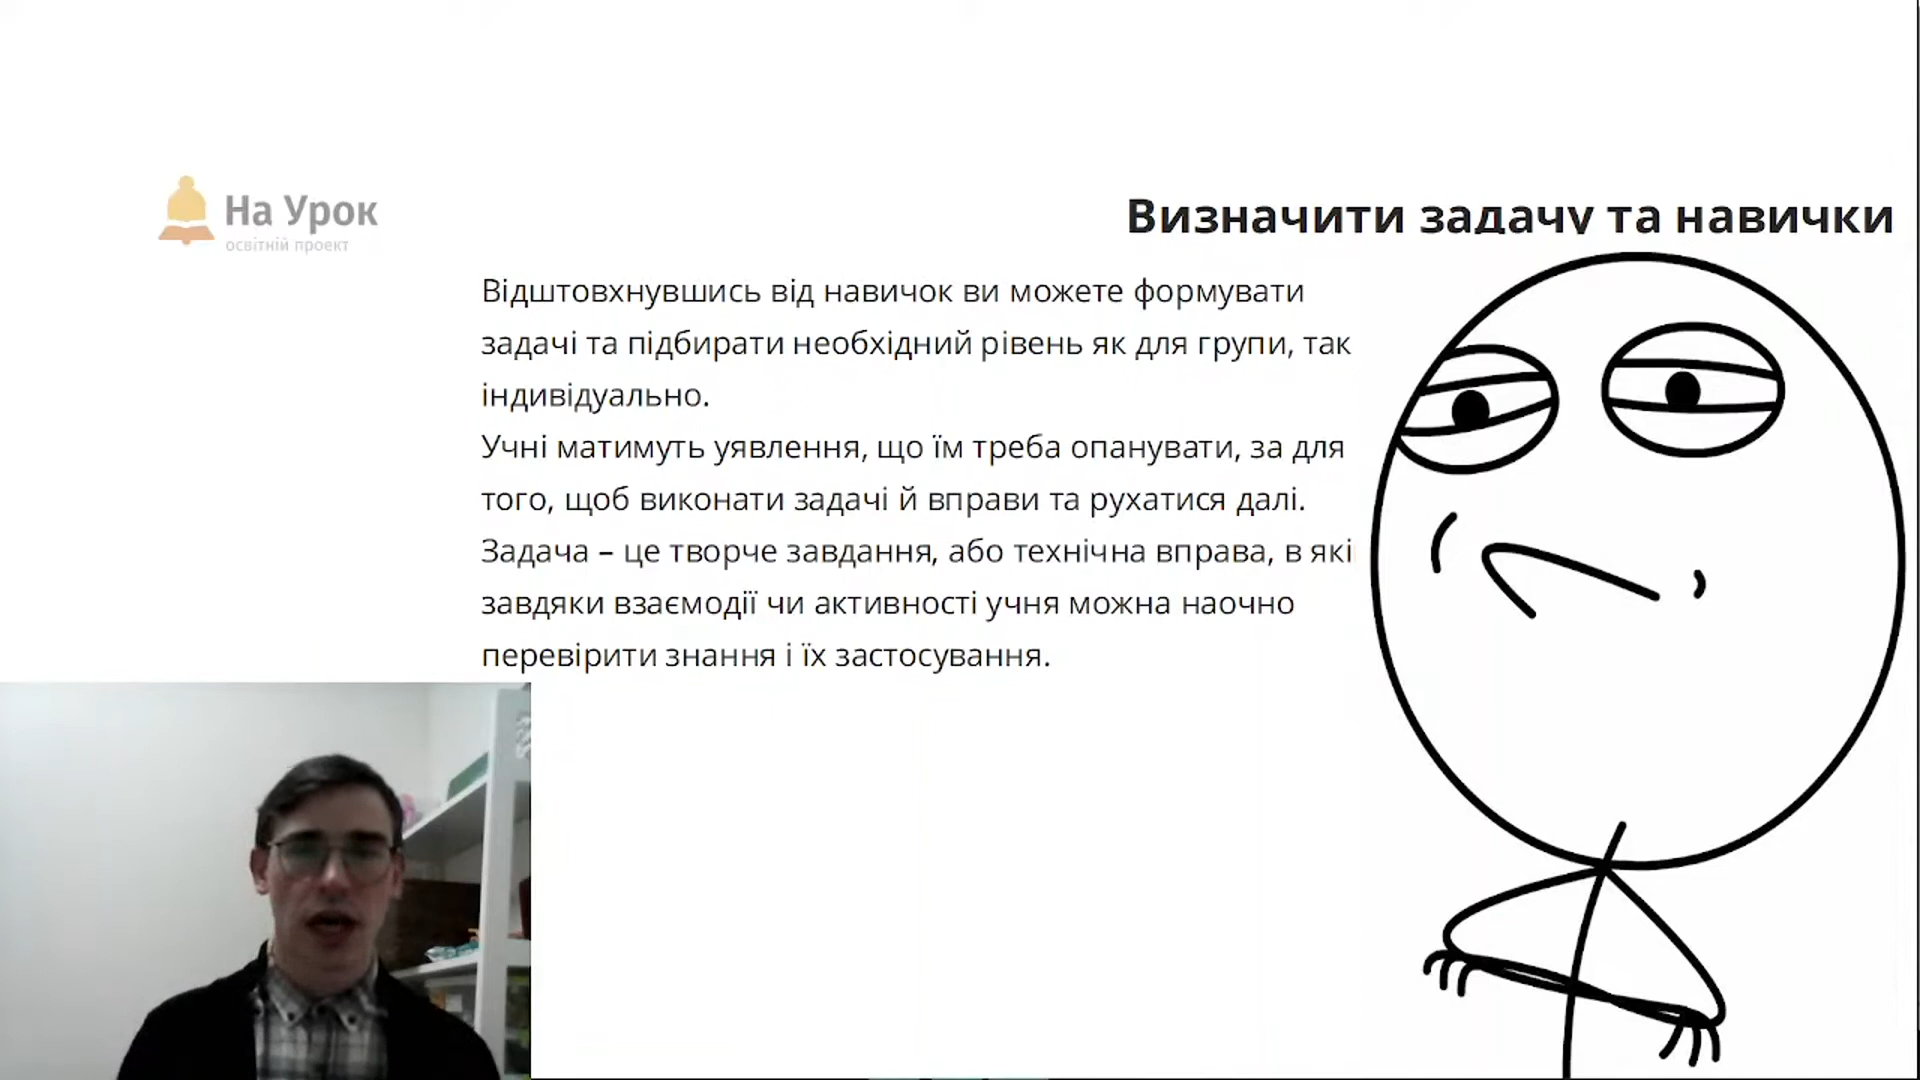 На Урок
освітній проект
Визначити задачу та навички
Відштовхнувшись від навичок ви можете формувати
задачі та підбирати необхідний рівень як для групи, так
індивідуально.
Учні матимуть уявлення, що їм треба опанувати, за для
того, щоб виконати задачі й вправи та рухатися далі.
Задача – це творче завдання, або технічна вправа, в які
завдяки взаємодії чи активності учня можна наочно
перевірити знання і їх застосування.